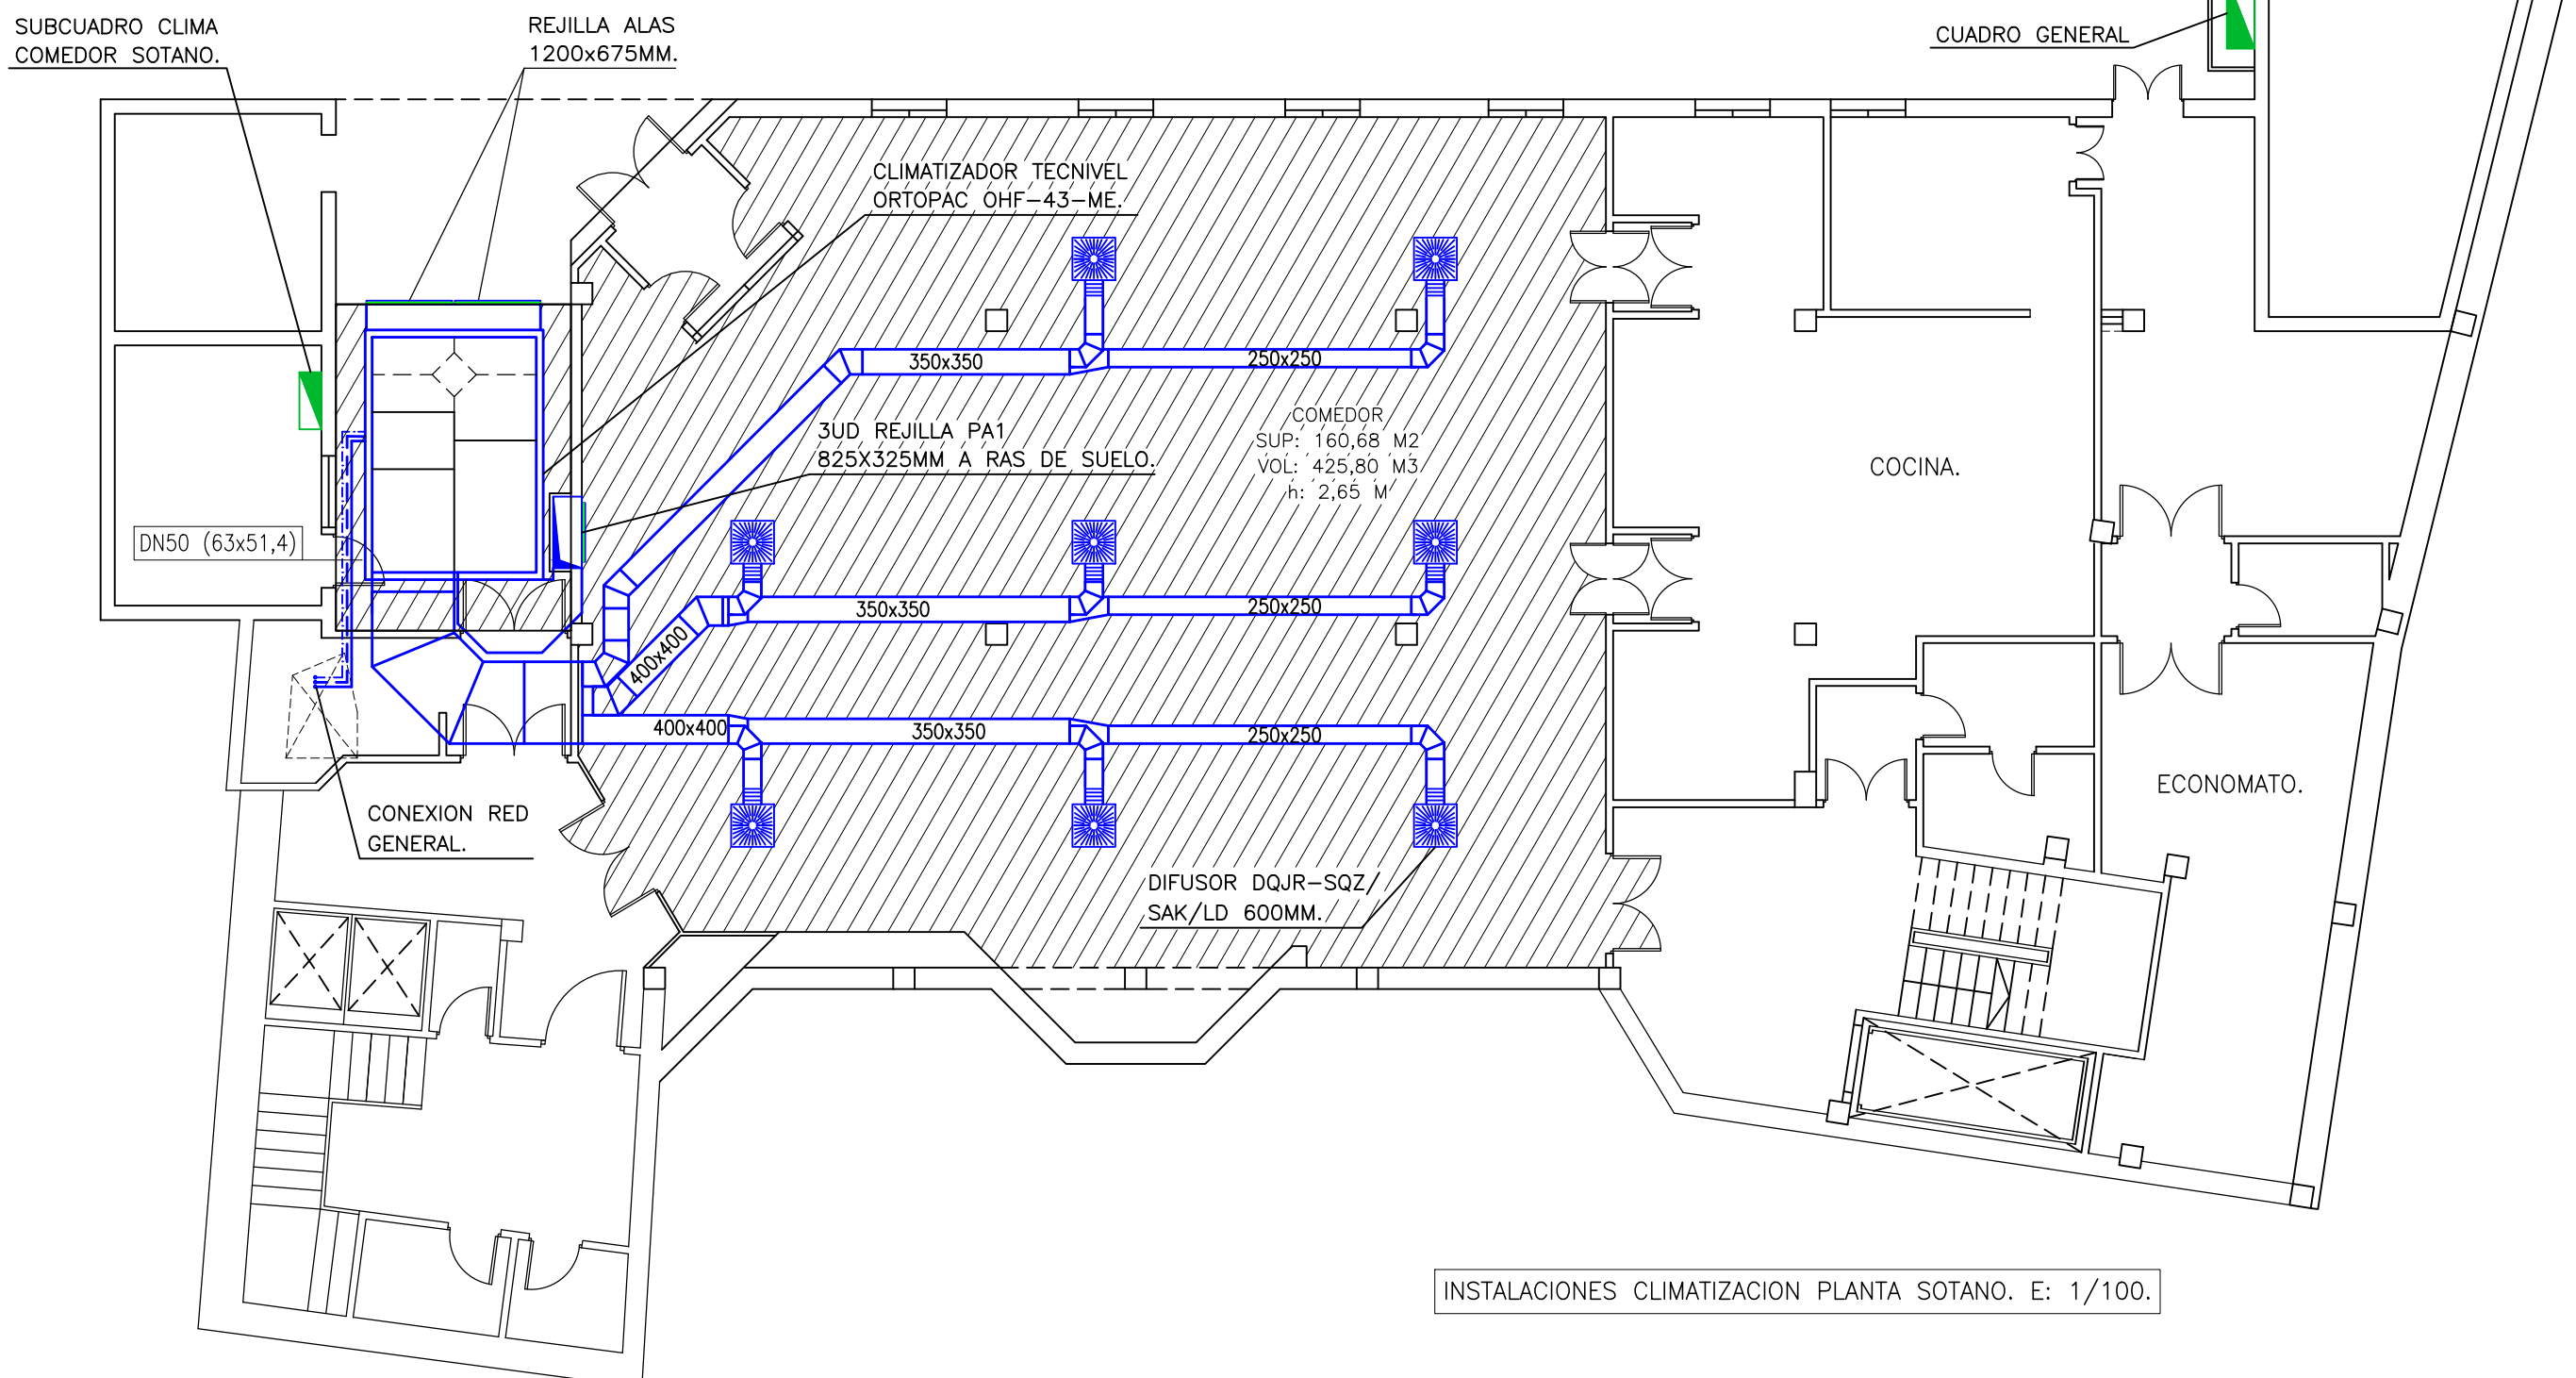 SUBCUADRO CLIMA
COMEDOR SOTANO.
REJILLA ALAS
1200x675MM.
CUADRO GENERAL
CLIMATIZADOR TECNIVEL
ORTOPAC OHF-43-ME.
350x350
250x250
3UD REJILLA PA1
825X325MM A RAS DE SUELO.
COMEDOR
SUP: 160,68 M2
VOL: 425,80 M3
h: 2,65 M
COCINA.
DN50 (63x51,4)
350x350
250x250
400x400
400x400
350x350
250x250
ECONOMATO.
CONEXION RED
GENERAL.
DIFUSOR DQJR-SQZ/
SAK/LD 600MM.
INSTALACIONES CLIMATIZACION PLANTA SOTANO. E: 1/100.